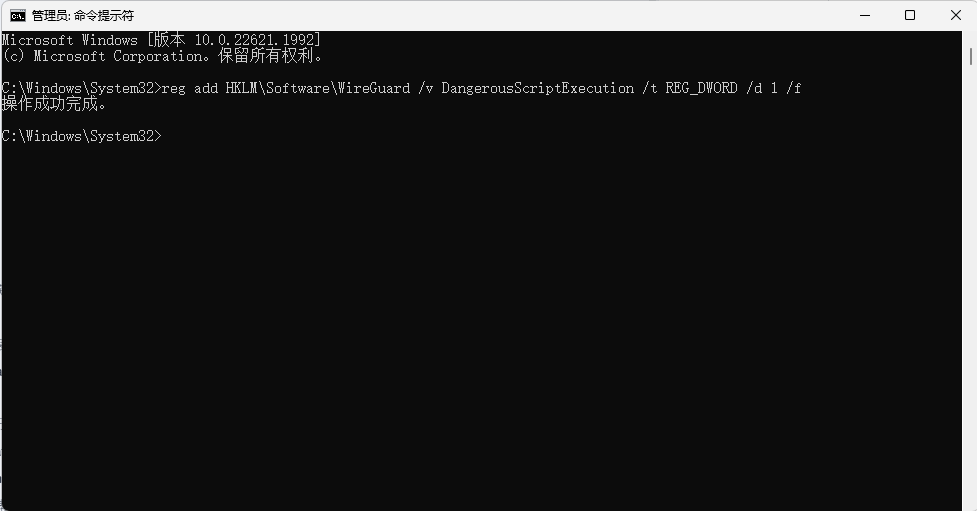 管理员: 命令提示符
Microsoft Windows [版本 10.0.22621.1992]
(c) Microsoft Corporation。保留所有权利。
C:\Windows\System32>reg add HKLM\Software\WireGuard /v DangerousScriptExecution /t REG_DWORD /d 1 /f
操作成功完成。
C:\Windows\System32>